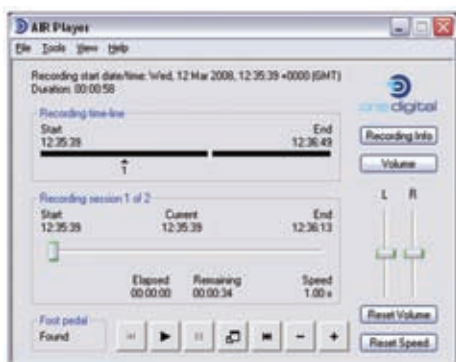 AIR Player
File Tools View Help
Recording start date/time: Wed, 12 Mar 2008, 12:35:39 +0000 (GMT)
Duration: 00:00:58
Recording time-line
Start End
12:35:39 12:36:49
1
one digital
Recording Info
Volume
L R
Recording session 1 of 2
Start Current End
12:35:39 12:35:39 12:36:13
Elapsed Remaining Speed
00:00:00 00:00:34 1.00 x
Foot pedal
Found
Reset Volume
Reset Speed